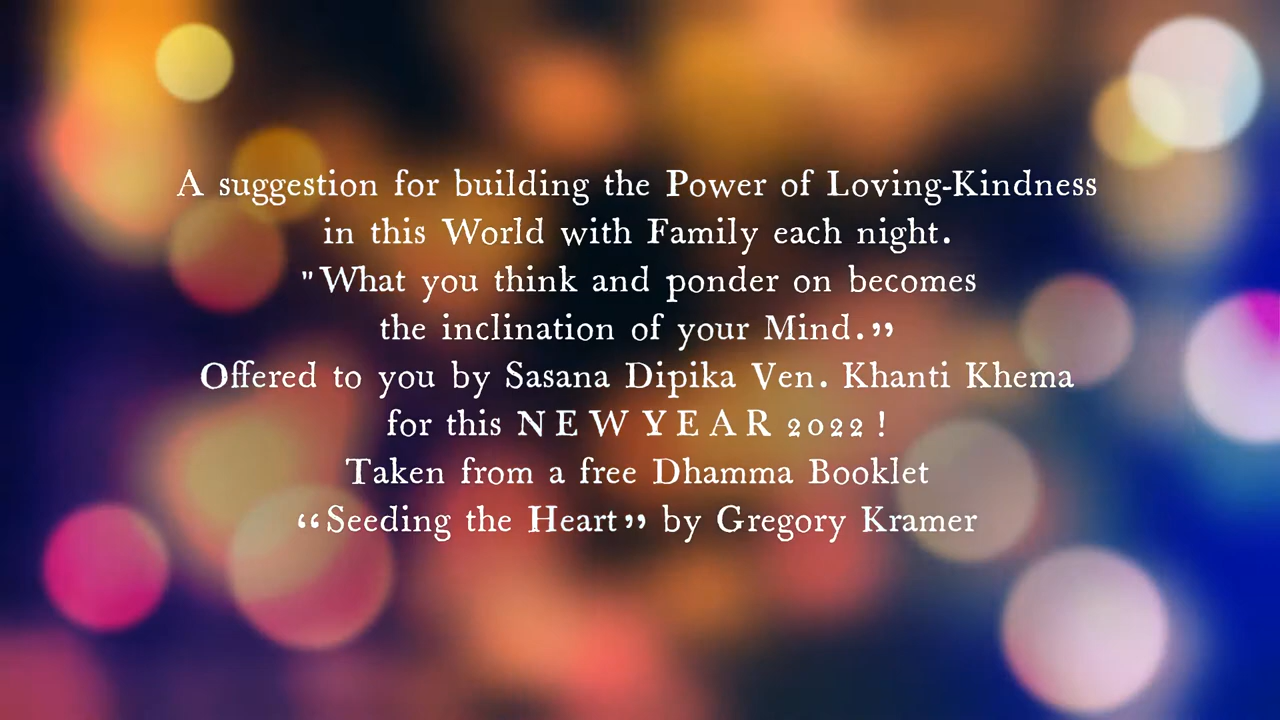 A suggestion for building the Power of Loving-Kindness
in this World with Family each night.
"What you think and ponder on becomes
the inclination of your Mind.”
Offered to you by Sasana Dipika Ven. Khanti Khema
for this N E W Y E A R 2022 !
Taken from a free Dhamma Booklet
“Seeding the Heart” by Gregory Kramer